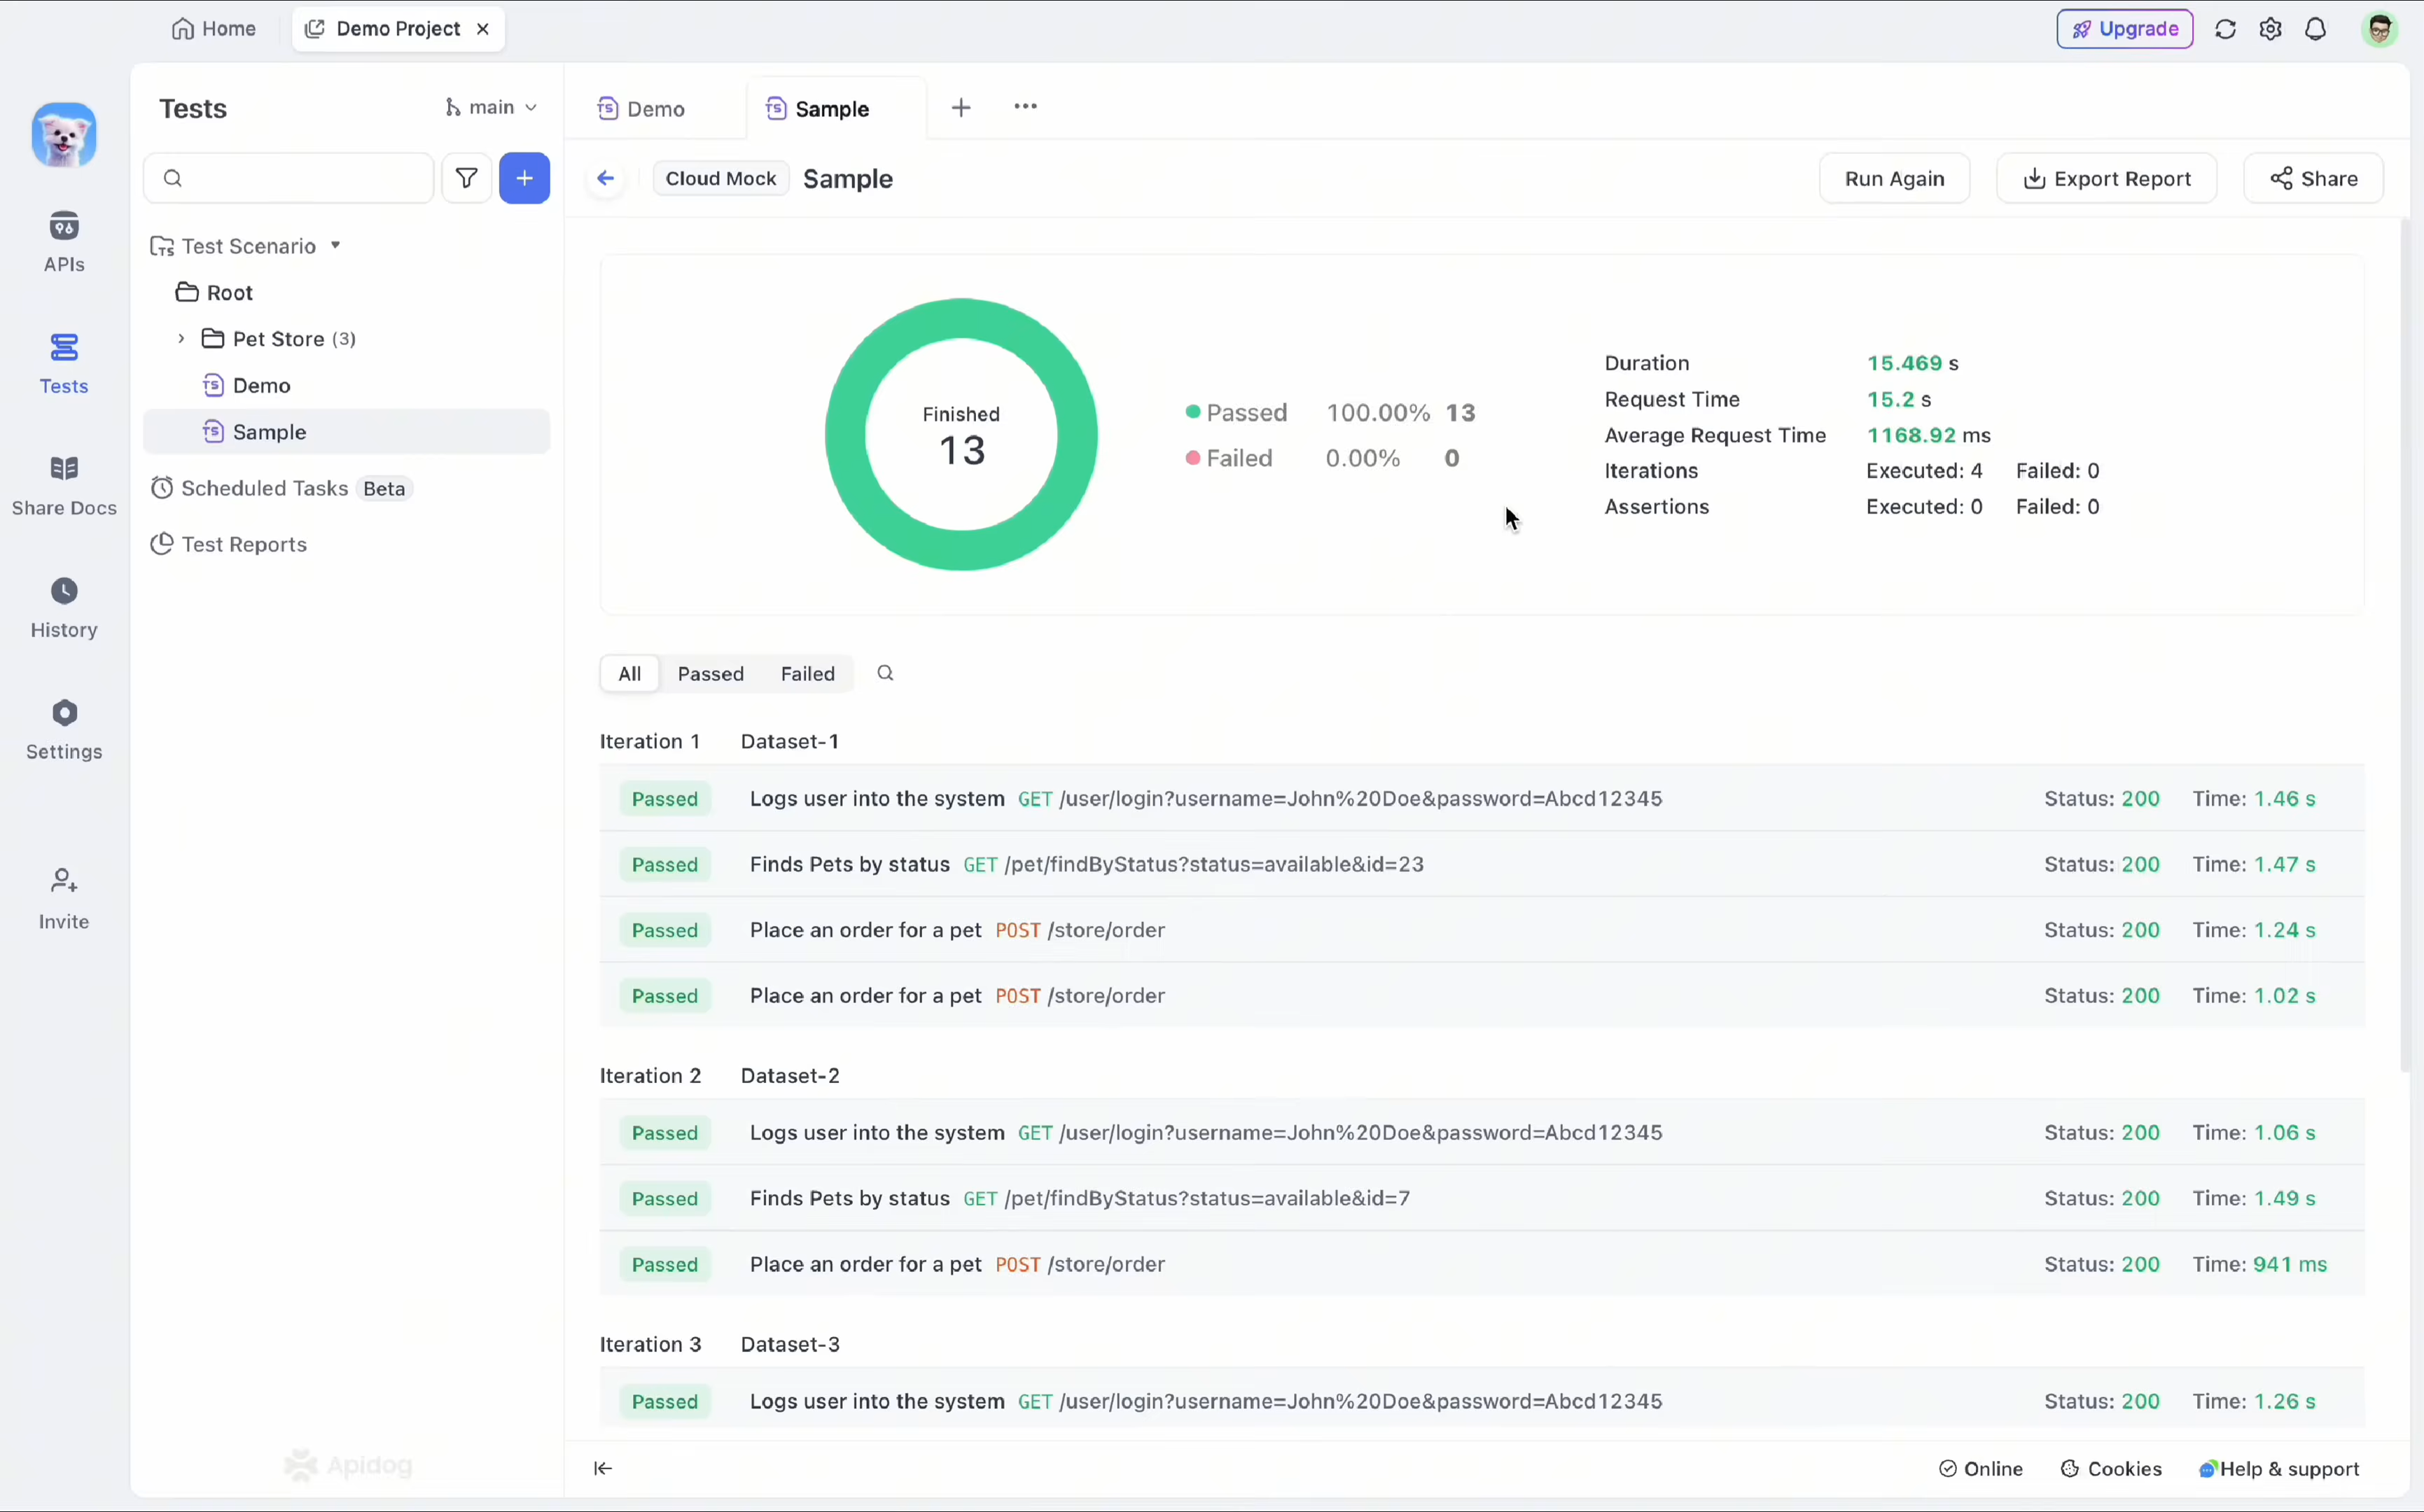 Home
Demo Project
Upgrade
APIs
Tests
Share Docs
History
Settings
Invite
Tests
main
Test Scenario
Root
Pet Store (3)
Demo
Sample
Scheduled Tasks Beta
Test Reports
Apidog
Demo
Sample
Cloud Mock Sample
Run Again
Export Report
Share
Finished
13
Passed 100.00% 13
Failed 0.00% 0
Duration 15.469 s
Request Time 15.2 s
Average Request Time 1168.92 ms
Iterations Executed: 4 Failed: 0
Assertions Executed: 0 Failed: 0
All Passed Failed
Iteration 1 Dataset-1
Passed Logs user into the system GET /user/login?username=John%20Doe&password=Abcd12345 Status: 200 Time: 1.46 s
Passed Finds Pets by status GET /pet/findByStatus?status=available&id=23 Status: 200 Time: 1.47 s
Passed Place an order for a pet POST /store/order Status: 200 Time: 1.24 s
Passed Place an order for a pet POST /store/order Status: 200 Time: 1.02 s
Iteration 2 Dataset-2
Passed Logs user into the system GET /user/login?username=John%20Doe&password=Abcd12345 Status: 200 Time: 1.06 s
Passed Finds Pets by status GET /pet/findByStatus?status=available&id=7 Status: 200 Time: 1.49 s
Passed Place an order for a pet POST /store/order Status: 200 Time: 941 ms
Iteration 3 Dataset-3
Passed Logs user into the system GET /user/login?username=John%20Doe&password=Abcd12345 Status: 200 Time: 1.26 s
Online
Cookies
Help & support